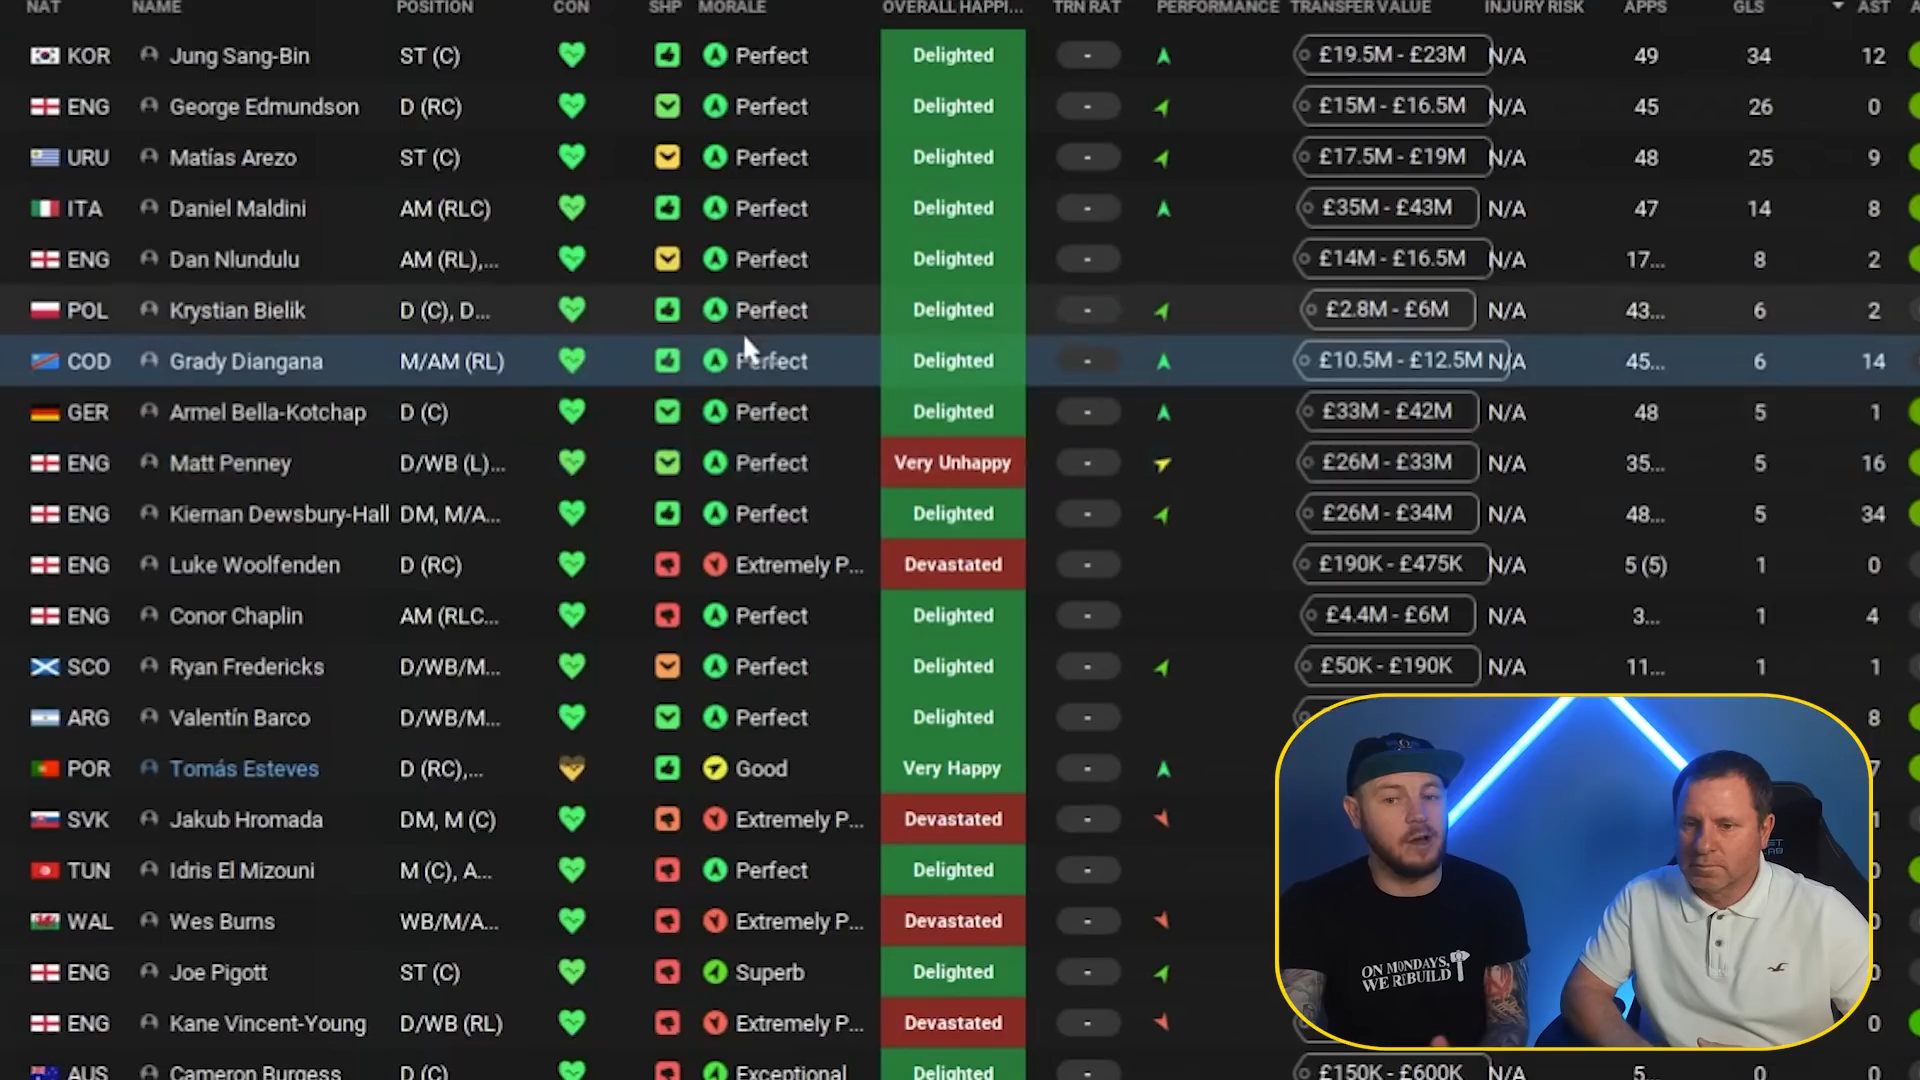 NAT NAME POSITION CON SHP MORALE OVERALL HAPPI... TRN RAT PERFORMANCE TRANSFER VALUE INJURY RISK APPS GLS AST
KOR Jung Sang-Bin ST (C) Perfect Delighted - £19.5M - £23M N/A 49 34 12
ENG George Edmundson D (RC) Perfect Delighted - £15M - £16.5M N/A 45 26 0
URU Matías Arezo ST (C) Perfect Delighted - £17.5M - £19M N/A 48 25 9
ITA Daniel Maldini AM (RLC) Perfect Delighted - £35M - £43M N/A 47 14 8
ENG Dan Nlundulu AM (RL),... Perfect Delighted - £14M - £16.5M N/A 17... 8 2
POL Krystian Bielik D (C), D... Perfect Delighted - £2.8M - £6M N/A 43... 6 2
COD Grady Diangana M/AM (RL) Perfect Delighted - £10.5M - £12.5M N/A 45... 6 14
GER Armel Bella-Kotchap D (C) Perfect Delighted - £33M - £42M N/A 48 5 1
ENG Matt Penney D/WB (L)... Perfect Very Unhappy - £26M - £33M N/A 35... 5 16
ENG Kiernan Dewsbury-Hall DM, M/A... Perfect Delighted - £26M - £34M N/A 48... 5 34
ENG Luke Woolfenden D (RC) Extremely P... Devastated - £190K - £475K N/A 5 (5) 1 0
ENG Conor Chaplin AM (RLC... Perfect Delighted - £4.4M - £6M N/A 3... 1 4
SCO Ryan Fredericks D/WB/M... Perfect Delighted - £50K - £190K N/A 11... 1 1
ARG Valentín Barco D/WB/M... Perfect Delighted - 8
POR Tomás Esteves D (RC),... Good Very Happy - 7
SVK Jakub Hromada DM, M (C) Extremely P... Devastated - 1
TUN Idris El Mizouni M (C), A... Perfect Delighted - 0
WAL Wes Burns WB/M/A... Extremely P... Devastated - 0
ENG Joe Pigott ST (C) Superb Delighted - 0
ENG Kane Vincent-Young D/WB (RL) Extremely P... Devastated - 0
AUS Cameron Burgess D (C) Exceptional Delighted - £150K - £600K N/A 5... 0 0
ON MONDAYS,
WE REBUILD